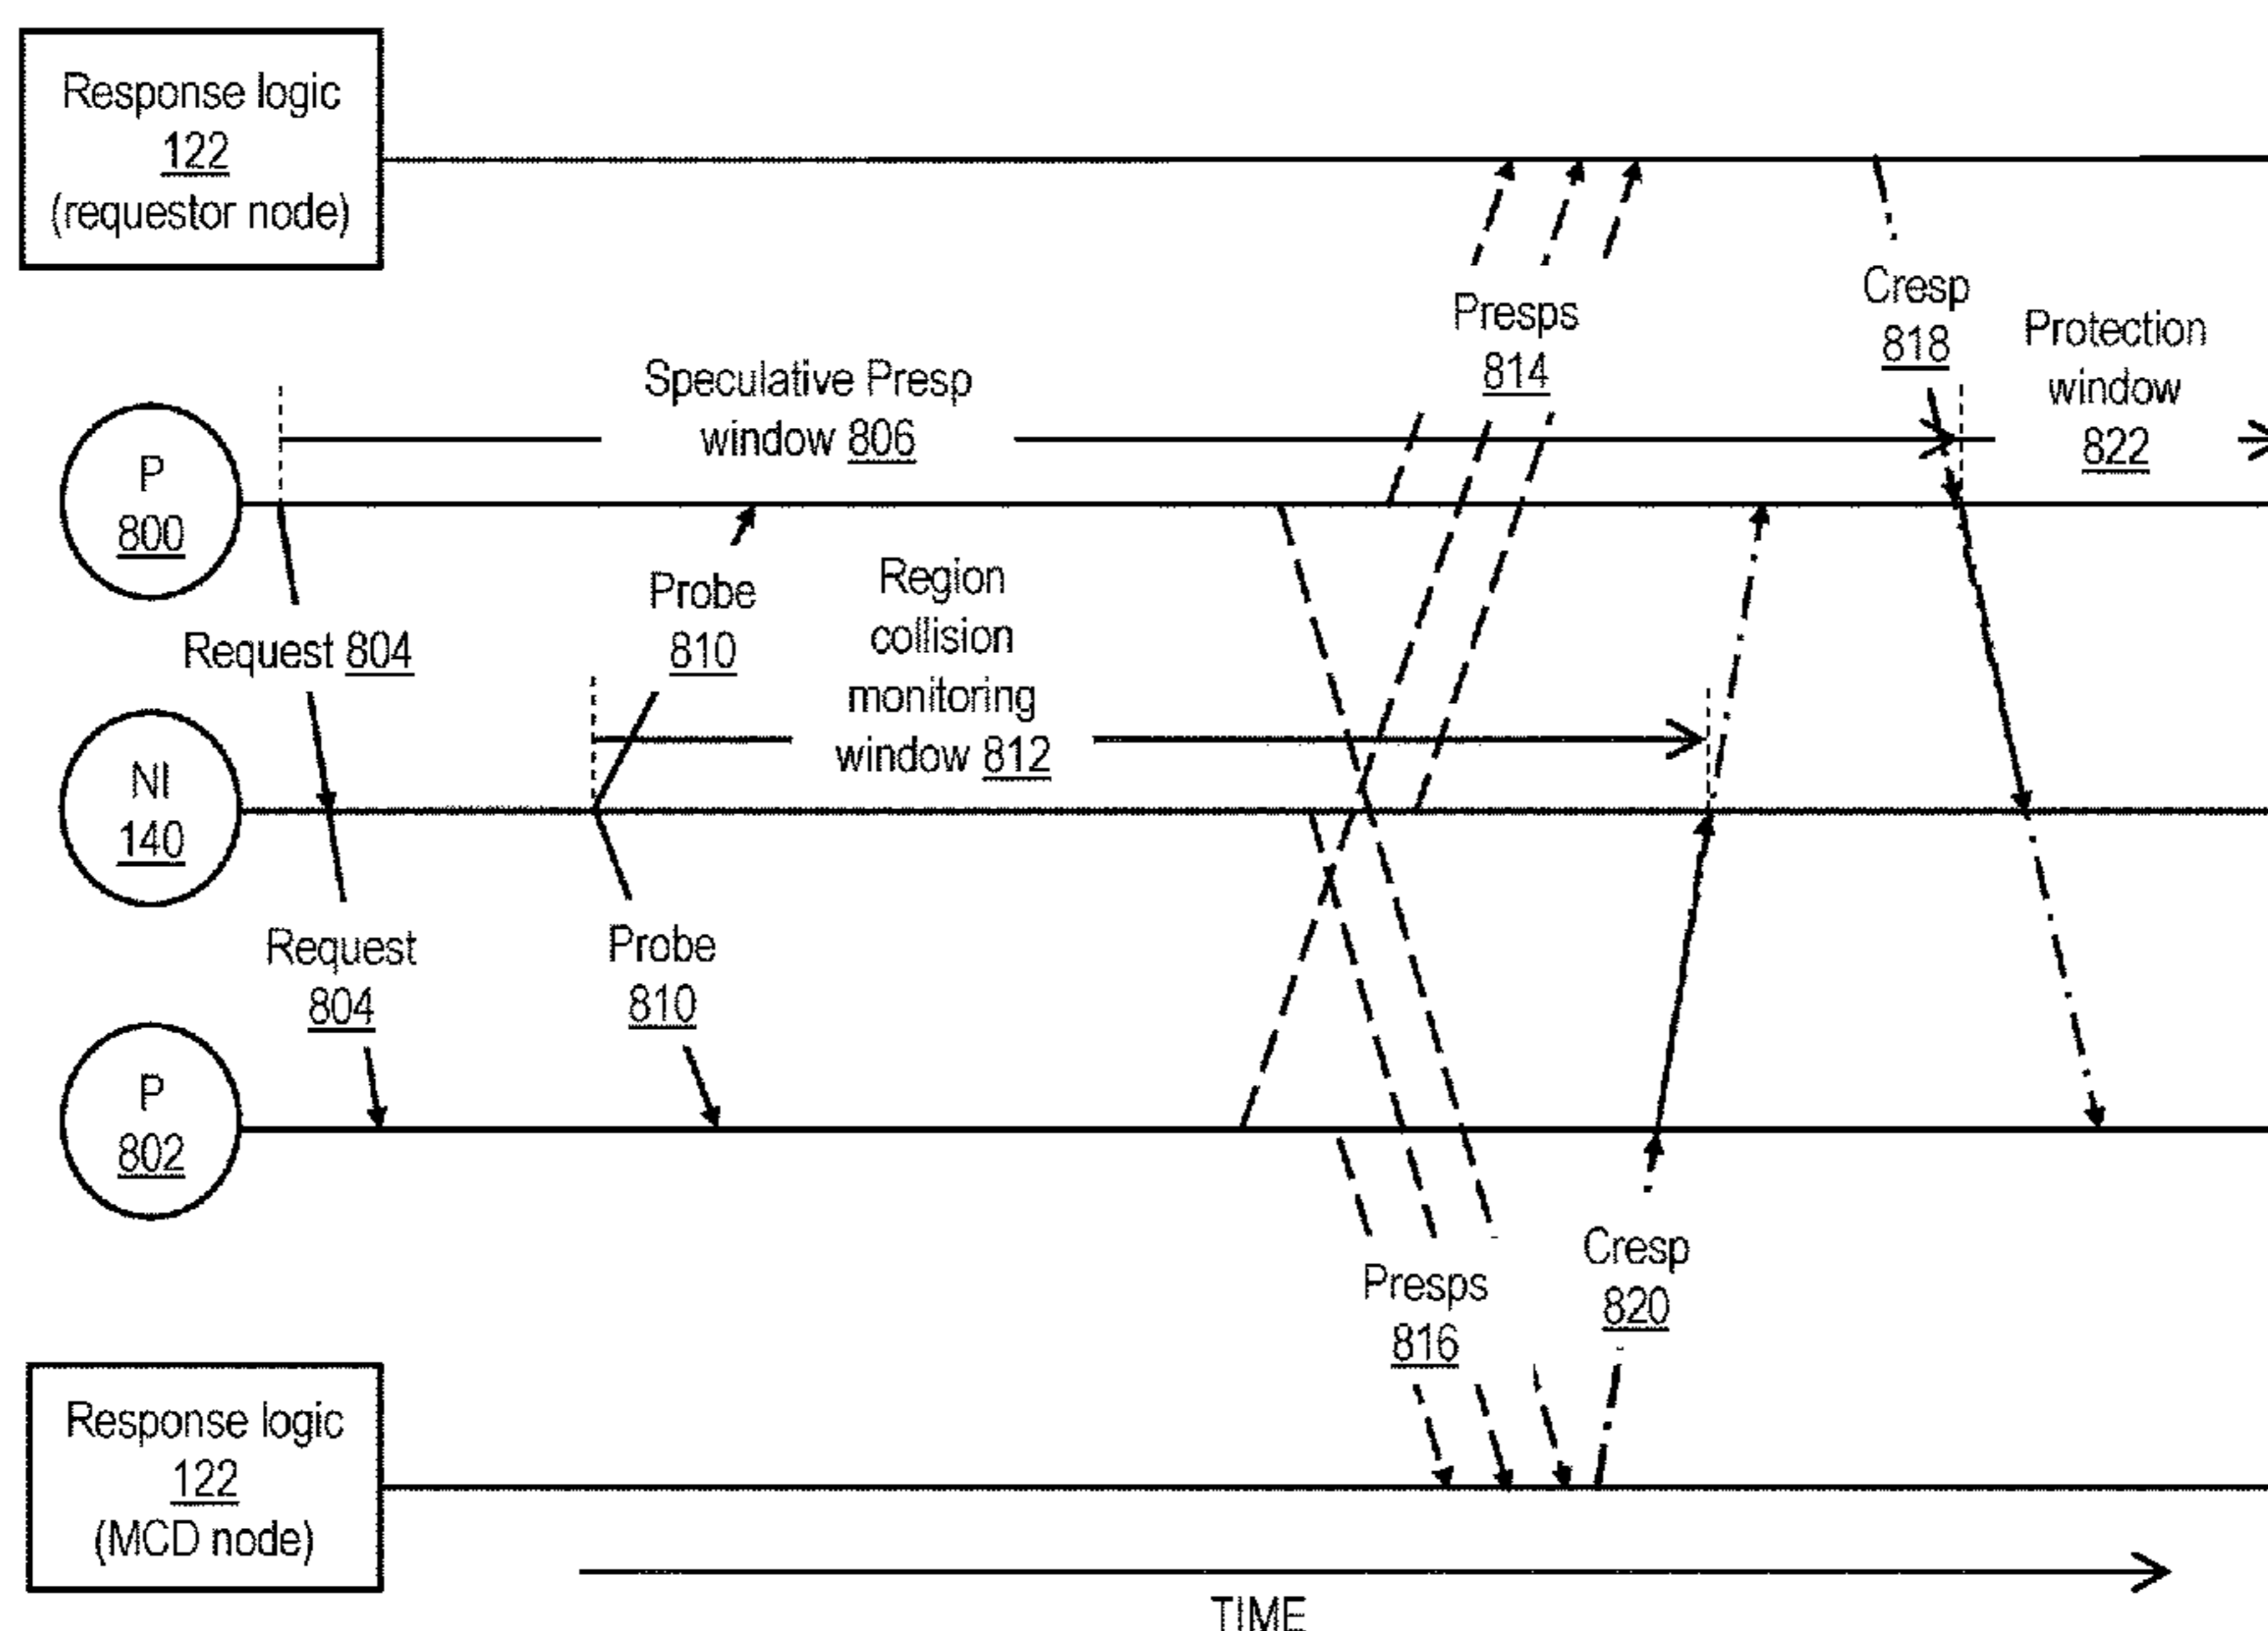 Response logic
122
(requestor node)
Presps
814
Cresp
818
Protection
window
822
Speculative Presp
window 806
P
800
Request 804
Probe
810
Region
collision
monitoring
window 812
NI
140
Request
804
Probe
810
P
802
Presps
816
Cresp
820
Response logic
122
(MCD node)
TIME